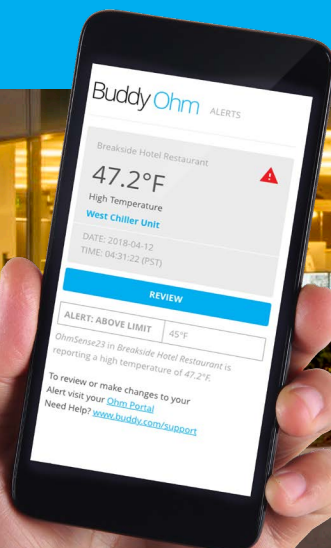 Buddy Ohm ALERTS
Breakside Hotel Restaurant
47.2°F
High Temperature
West Chiller Unit
DATE: 2018-04-12
TIME: 04:31:22 (PST)
REVIEW
ALERT: ABOVE LIMIT 45°F
OhmSense23 in Breakside Hotel Restaurant is
reporting a high temperature of 47.2°F.
To review or make changes to your
Alert visit your Ohm Portal
Need Help? www.buddy.com/support